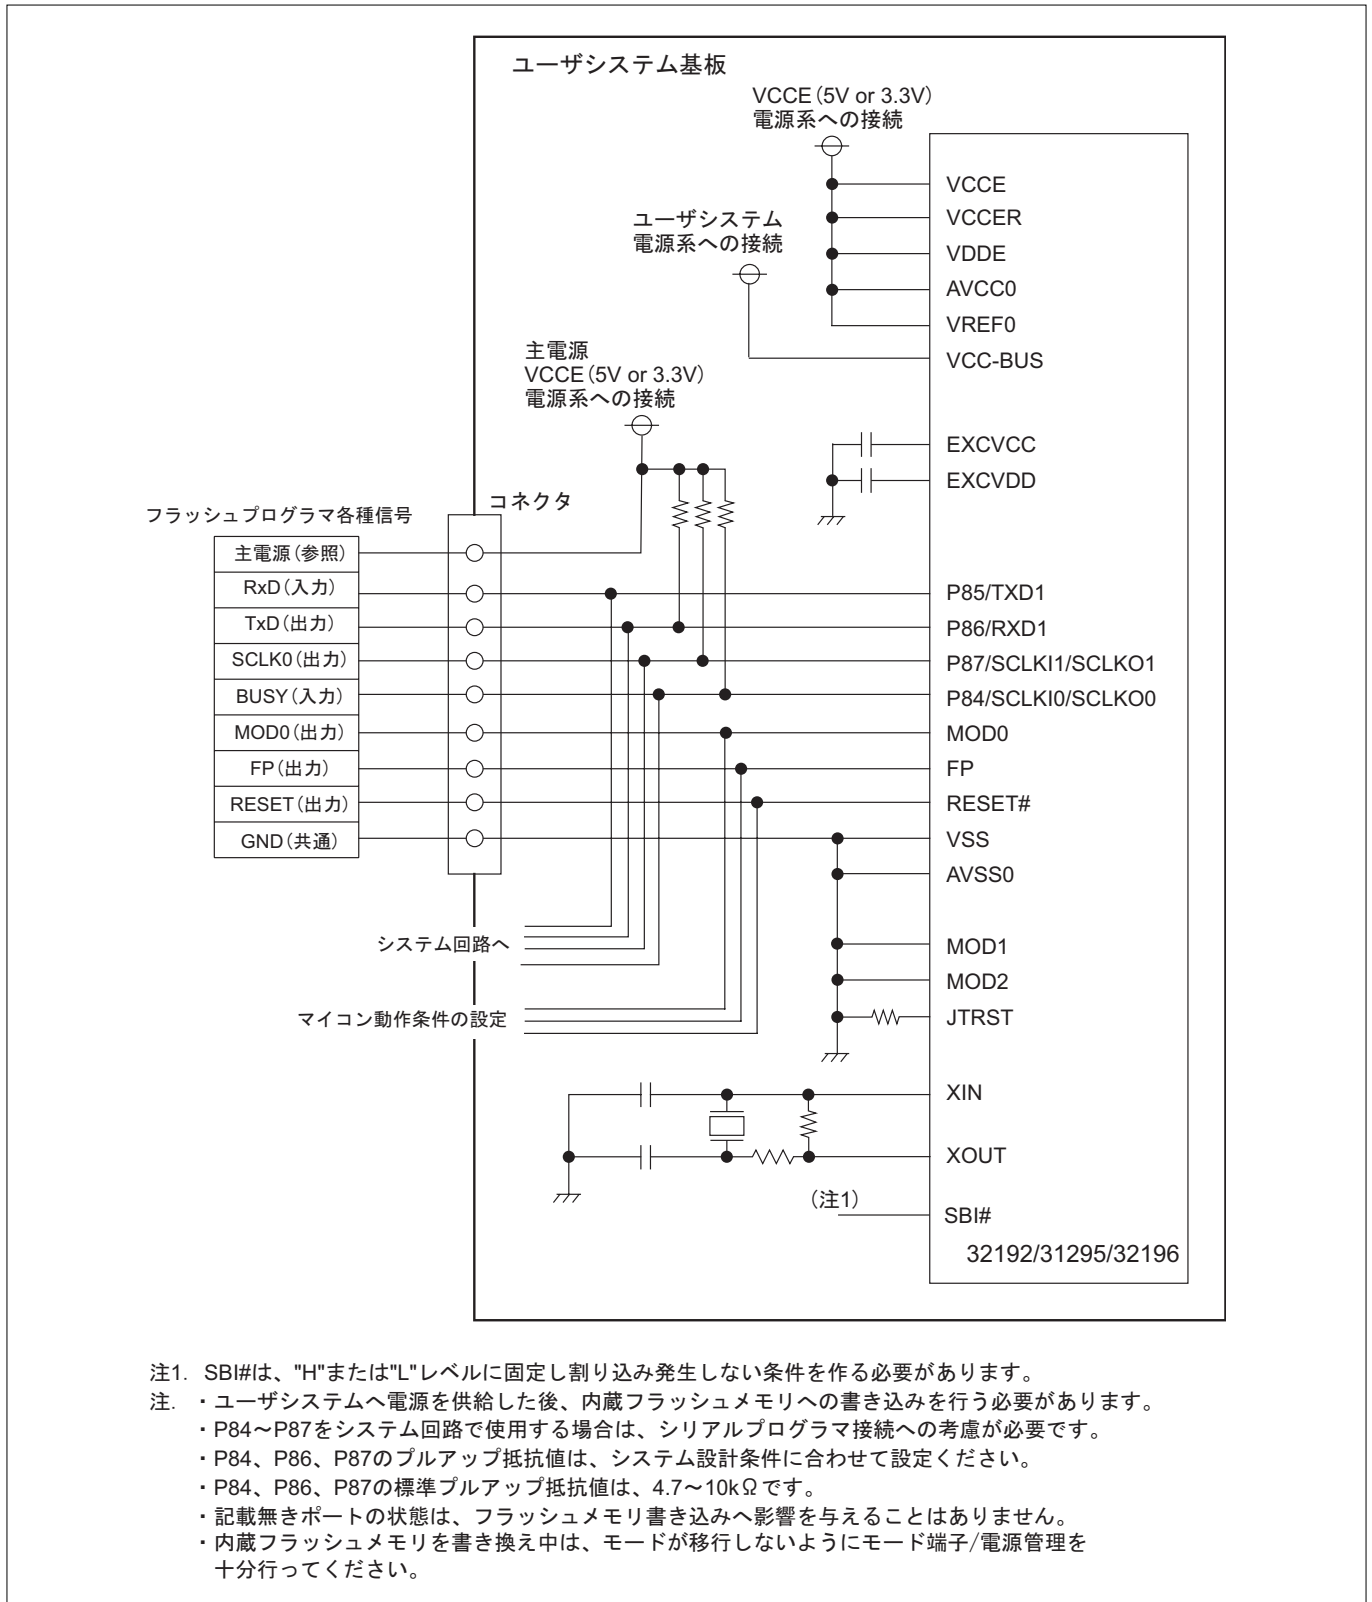 ユーザシステム基板
VCCE(5V or 3.3V)
電源系への接続
VCCE
VCCER
VDDE
AVCC0
VREF0
VCC-BUS
ユーザシステム
電源系への接続
主電源
VCCE(5V or 3.3V)
電源系への接続
EXCVCC
EXCVDD
コネクタ
フラッシュプログラマ各種信号
主電源(参照)
RxD(入力)
TxD(出力)
SCLK0(出力)
BUSY(入力)
MOD0(出力)
FP(出力)
RESET(出力)
GND(共通)
P85/TXD1
P86/RXD1
P87/SCLKI1/SCLKO1
P84/SCLKI0/SCLKO0
MOD0
FP
RESET#
VSS
AVSS0
MOD1
MOD2
JTRST
システム回路へ
マイコン動作条件の設定
XIN
XOUT
(注1)
SBI#
32192/31295/32196
注1. SBI#は、"H"または"L"レベルに固定し割り込み発生しない条件を作る必要があります。
注. ・ユーザシステムへ電源を供給した後、内蔵フラッシュメモリへの書き込みを行う必要があります。
・P84〜P87をシステム回路で使用する場合は、シリアルプログラマ接続への考慮が必要です。
・P84、P86、P87のプルアップ抵抗値は、システム設計条件に合わせて設定ください。
・P84、P86、P87の標準プルアップ抵抗値は、4.7〜10kΩです。
・記載無きポートの状態は、フラッシュメモリ書き込みへ影響を与えることはありません。
・内蔵フラッシュメモリを書き換え中は、モードが移行しないようにモード端子/電源管理を
十分行ってください。